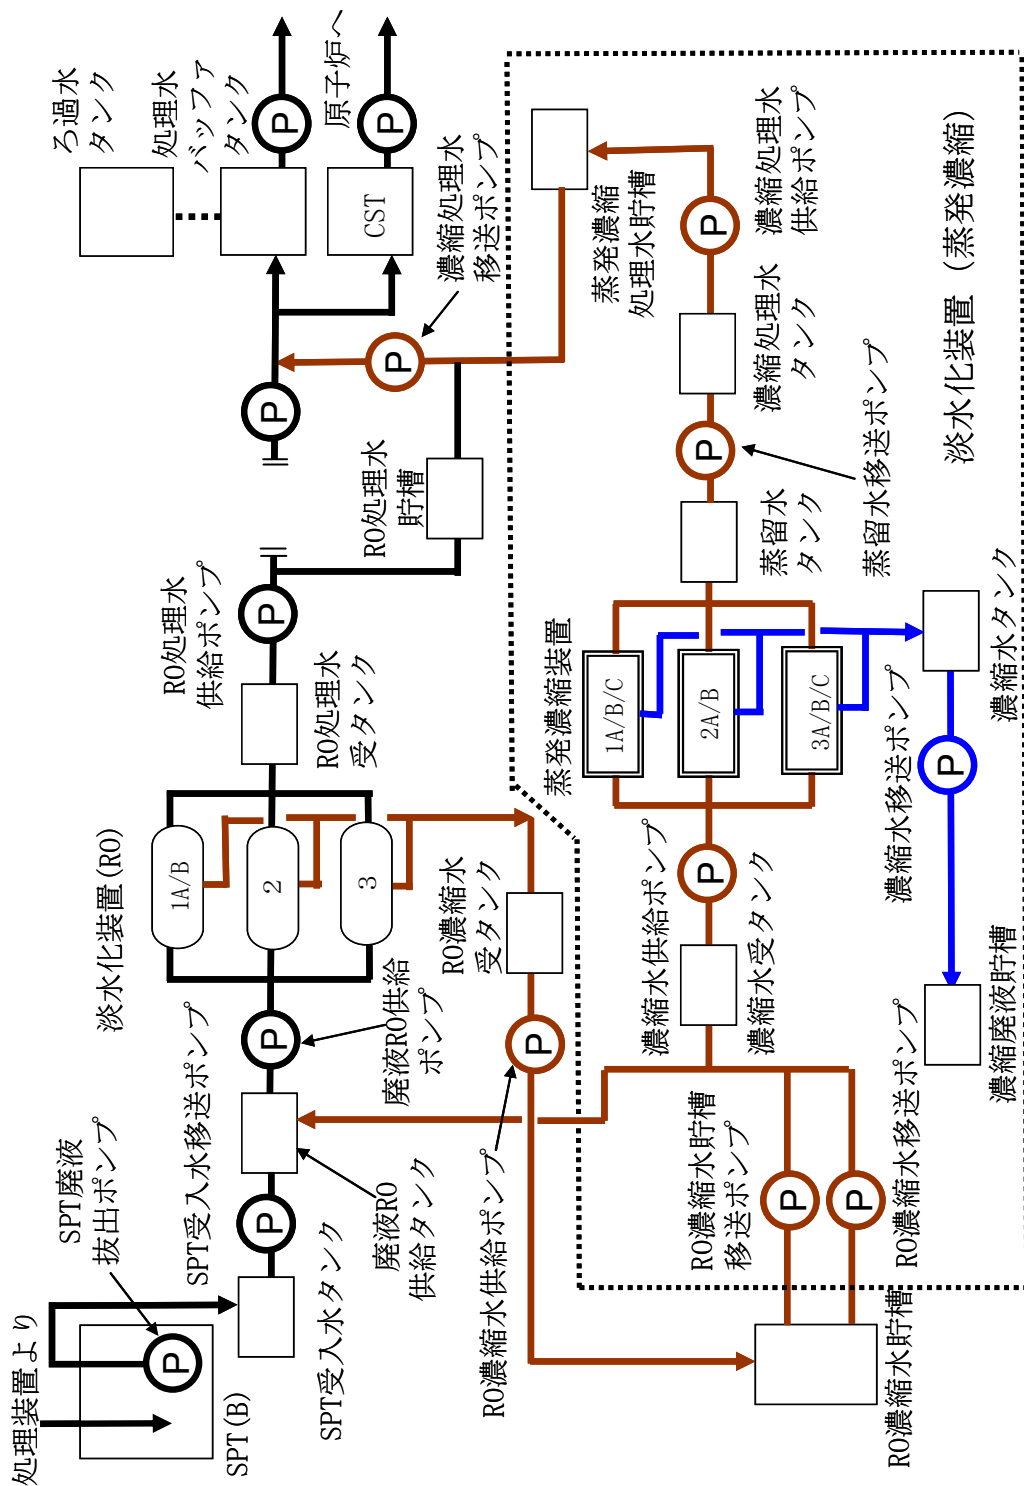 処理装置より
SPT(B)
SPT廃液
抜出ポンプ
P
SPT受入水タンク
SPT受入水移送ポンプ
P
廃液RO
供給タンク
廃液RO供給
ポンプ
P
淡水化装置(RO)
1A/B
2
3
RO処理水
受タンク
RO処理水
供給ポンプ
P
RO処理水
貯槽
P
ろ過水
タンク
処理水
バッファ
タンク
P
CST
P
原子炉へ
濃縮処理水
移送ポンプ
P
RO濃縮水
受タンク
RO濃縮水供給ポンプ
P
RO濃縮水貯槽
RO濃縮水貯槽
移送ポンプ
P
RO濃縮水移送ポンプ
P
濃縮水受タンク
濃縮水供給ポンプ
P
蒸発濃縮装置
1A/B/C
2A/B
3A/B/C
蒸留水
タンク
蒸留水移送ポンプ
P
濃縮処理水
タンク
濃縮処理水
供給ポンプ
P
蒸発濃縮
処理水貯槽
濃縮水タンク
濃縮水移送ポンプ
P
濃縮廃液貯槽
淡水化装置(蒸発濃縮)